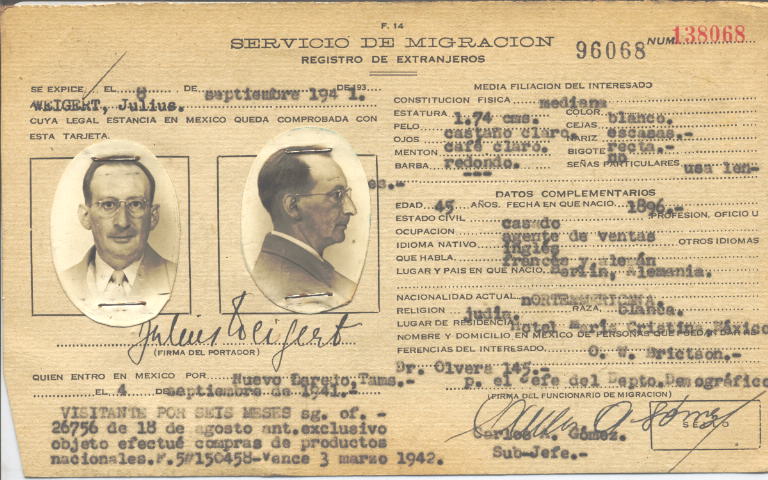 F. 14
SERVICIO DE MIGRACION
REGISTRO DE EXTRANJEROS
96068 NUM. 138068
SE EXPICE, EL 8 DE septiembre DE 193 1941.
WEIGERT, Julius.
CUYA LEGAL ESTANCIA EN MEXICO QUEDA COMPROBADA CON
ESTA TARJETA.
es.-
Julius Weigert
(FIRMA DEL PORTADOR)
QUIEN ENTRO EN MEXICO POR Nuevo Laredo, Tams.-
EL 4 DE septiembre de 1941.-
VISITANTE POR SEIS MESES sg. of. -
26756 de 18 de agosto ant.exclusivo
objeto efectué compras de productos
nacionales.F.5#150458-Vence 3 marzo 1942.
MEDIA FILIACION DEL INTERESADO
CONSTITUCION FISICA mediana
ESTATURA 1.74 cms. COLOR blanco.
PELO castaño claro. CEJAS escasas.-
OJOS café claro. NARIZ recta.-
MENTON redondo. BIGOTE no
BARBA --- SEÑAS PARTICULARES usa len-
DATOS COMPLEMENTARIOS
EDAD 45 AÑOS. FECHA EN QUE NACIO 1896.-
ESTADO CIVIL casado PROFESION, OFICIO U
OCUPACION agente de ventas
IDIOMA NATIVO inglés OTROS IDIOMAS
QUE HABLA francés y alemán
LUGAR Y PAIS EN QUE NACIO Berlin, Alemania.
NACIONALIDAD ACTUAL nORTEAMERICANA.
RELIGION judía RAZA blanca.
LUGAR DE RESIDENCIA Hotel María Cristina, México
NOMBRE Y DOMICILIO EN MEXICO DE PERSONAS QUE PUEDAN DAR RE-
FERENCIAS DEL INTERESADO. O. W. Erictson.-
Dr. Olvera 145.-
p. el Jefe del Depto. Demográfico
(FIRMA DEL FUNCIONARIO DE MIGRACION)
Carlos A. Gómez.
Sub-Jefe.-
SELLO